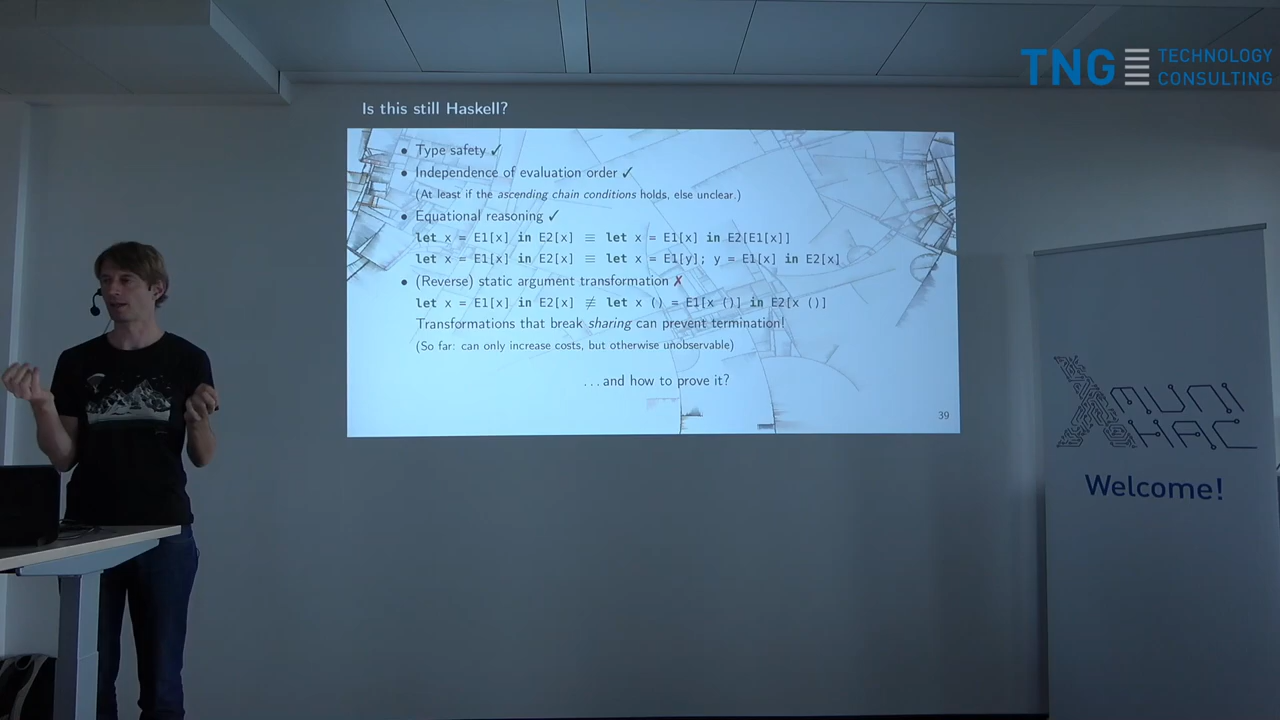 TNG TECHNOLOGY
CONSULTING
Is this still Haskell?
• Type safety ✓
• Independence of evaluation order ✓
(At least if the ascending chain conditions holds, else unclear.)
• Equational reasoning ✓
let x = E1[x] in E2[x] ≡ let x = E1[x] in E2[E1[x]]
let x = E1[x] in E2[x] ≡ let x = E1[y]; y = E1[x] in E2[x]
• (Reverse) static argument transformation ✗
let x = E1[x] in E2[x] ≢ let x () = E1[x ()] in E2[x ()]
Transformations that break sharing can prevent termination!
(So far: can only increase costs, but otherwise unobservable)
...and how to prove it?
39
MUNI
HAC
Welcome!